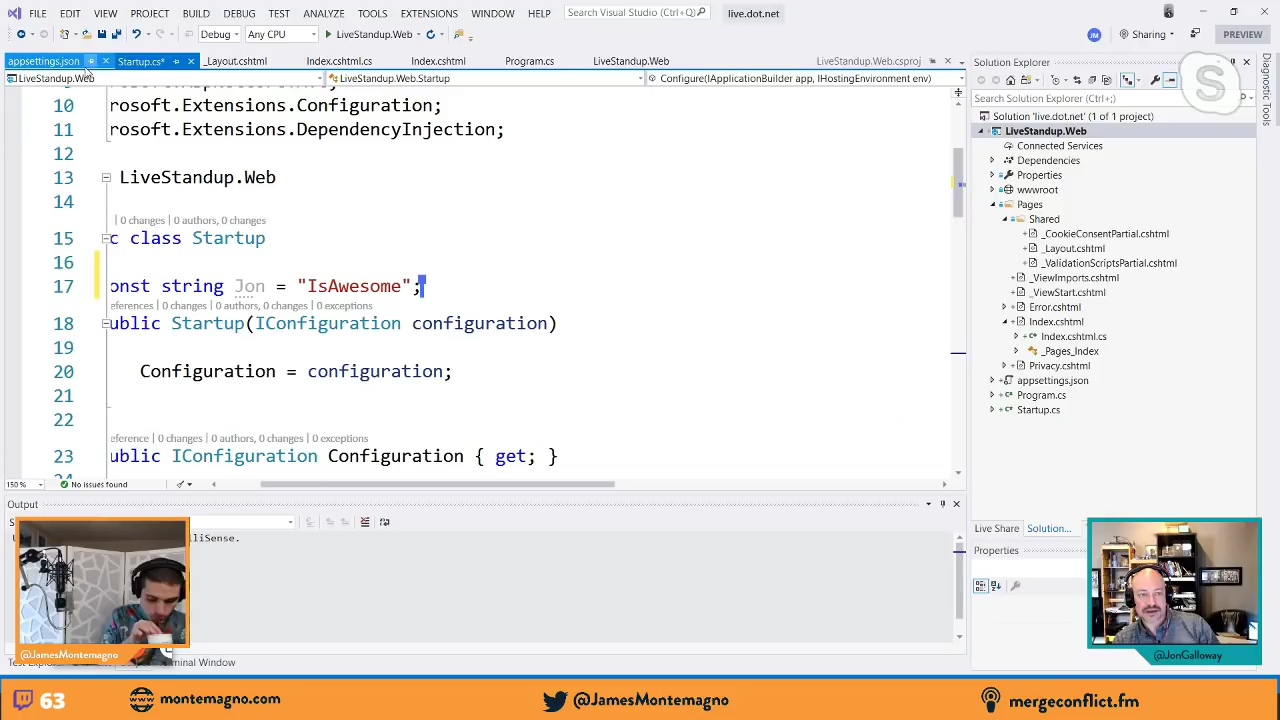 FILE EDIT VIEW PROJECT BUILD DEBUG TEST ANALYZE TOOLS EXTENSIONS WINDOW HELP Search Visual Studio (Ctrl+Q) live.dot.net
Debug Any CPU LiveStandup.Web JM Sharing PREVIEW
appsettings.json Startup.cs* _Layout.cshtml Index.cshtml.cs Index.cshtml Program.cs LiveStandup.Web LiveStandup.Web.csproj
LiveStandup.Web LiveStandup.Web.Startup Configure(IApplicationBuilder app, IHostingEnvironment env)
10 rosoft.Extensions.Configuration;
11 rosoft.Extensions.DependencyInjection;
12
13 LiveStandup.Web
14
| 0 changes | 0 authors, 0 changes
15 c class Startup
16
17 onst string Jon = "IsAwesome";
eferences | 0 changes | 0 authors, 0 changes | 0 exceptions
18 ublic Startup(IConfiguration configuration)
19
20 Configuration = configuration;
21
22
eference | 0 changes | 0 authors, 0 changes | 0 exceptions
23 ublic IConfiguration Configuration { get; }
150 % No issues found
Output
lliSense.
Solution Explorer
Search Solution Explorer (Ctrl+;)
Solution 'live.dot.net' (1 of 1 project)
LiveStandup.Web
Connected Services
Dependencies
Properties
wwwroot
Pages
Shared
_CookieConsentPartial.cshtml
_Layout.cshtml
_ValidationScriptsPartial.cshtml
_ViewImports.cshtml
_ViewStart.cshtml
Error.cshtml
Index.cshtml
Index.cshtml.cs
_Pages_Index
Privacy.cshtml
appsettings.json
Program.cs
Startup.cs
Live Share Solution...
Properties
Diagnostic Tools
@JamesMontemagno
@JonGalloway
63 montemagno.com @JamesMontemagno mergeconflict.fm